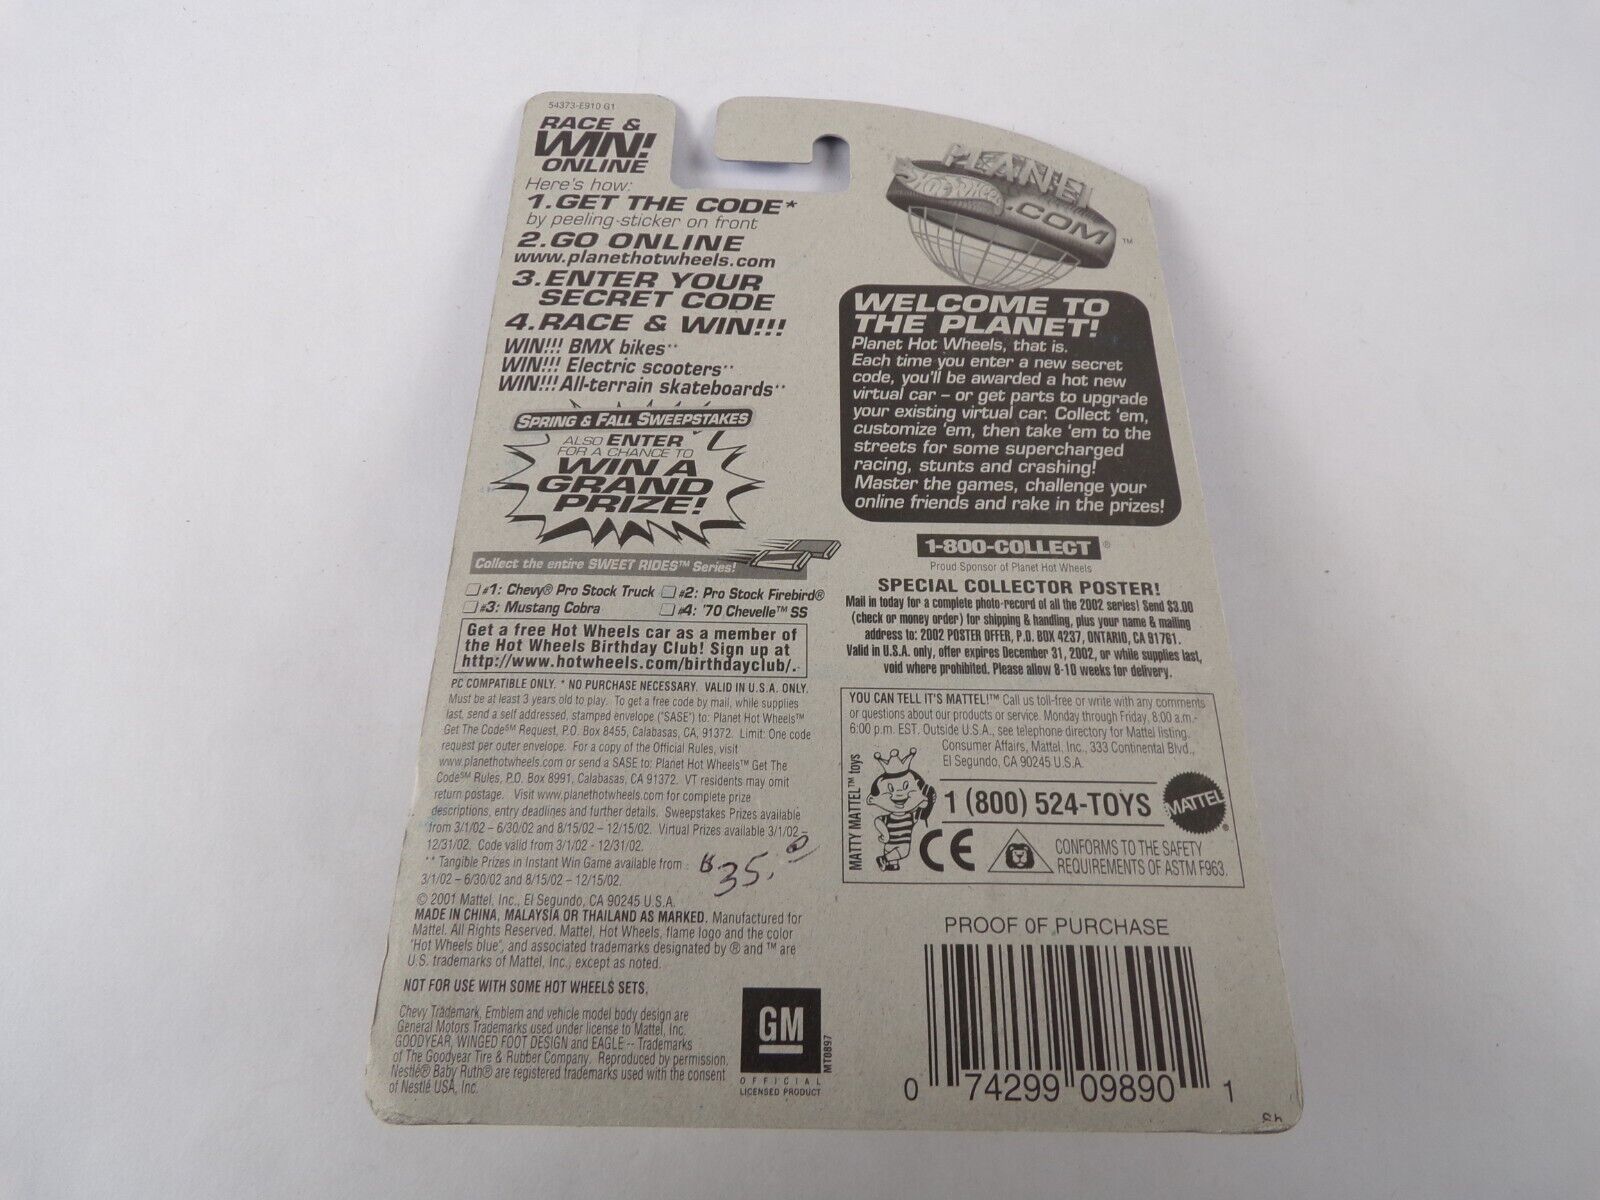 54373-E910 G1
RACE &
WIN!
ONLINE
Here's how:
1.GET THE CODE*
by peeling-sticker on front
2.GO ONLINE
www.planethotwheels.com
3.ENTER YOUR
SECRET CODE
4.RACE & WIN!!!
WIN!!! BMX bikes**
WIN!!! Electric scooters**
WIN!!! All-terrain skateboards**
SPRING & FALL SWEEPSTAKES
ALSO ENTER
FOR A CHANCE TO
WIN A
GRAND
PRIZE!
Collect the entire SWEET RIDES™ Series!
#1: Chevy® Pro Stock Truck #2: Pro Stock Firebird®
#3: Mustang Cobra #4: '70 Chevelle™ SS
Get a free Hot Wheels car as a member of
the Hot Wheels Birthday Club! Sign up at
http://www.hotwheels.com/birthdayclub/.
PC COMPATIBLE ONLY. * NO PURCHASE NECESSARY. VALID IN U.S.A. ONLY.
Must be at least 3 years old to play. To get a free code by mail, while supplies
last, send a self addressed, stamped envelope ("SASE") to: Planet Hot Wheels™
Get The Code℠ Request, P.O. Box 8455, Calabasas, CA, 91372. Limit: One code
request per outer envelope. For a copy of the Official Rules, visit
www.planethotwheels.com or send a SASE to: Planet Hot Wheels™ Get The
Code℠ Rules, P.O. Box 8991, Calabasas, CA 91372. VT residents may omit
return postage. Visit www.planethotwheels.com for complete prize
descriptions, entry deadlines and further details. Sweepstakes Prizes available
from 3/1/02 – 6/30/02 and 8/15/02 – 12/15/02. Virtual Prizes available 3/1/02 –
12/31/02. Code valid from 3/1/02 - 12/31/02.
** Tangible Prizes in Instant Win Game available from
3/1/02 – 6/30/02 and 8/15/02 – 12/15/02.
$35.00
© 2001 Mattel, Inc., El Segundo, CA 90245 U.S.A.
MADE IN CHINA, MALAYSIA OR THAILAND AS MARKED. Manufactured for
Mattel. All Rights Reserved. Mattel, Hot Wheels, flame logo and the color
"Hot Wheels blue", and associated trademarks designated by ® and ™ are
U.S. trademarks of Mattel, Inc., except as noted.
NOT FOR USE WITH SOME HOT WHEELS SETS.
Chevy Trademark, Emblem and vehicle model body design are
General Motors Trademarks used under license to Mattel, Inc.
GOODYEAR, WINGED FOOT DESIGN and EAGLE -- Trademarks
of The Goodyear Tire & Rubber Company. Reproduced by permission.
Nestlé® Baby Ruth® are registered trademarks used with the consent
of Nestlé USA, Inc.
GM
OFFICIAL
LICENSED PRODUCT
MT0897
PLANET
Hot Wheels
.COM
™
WELCOME TO
THE PLANET!
Planet Hot Wheels, that is.
Each time you enter a new secret
code, you'll be awarded a hot new
virtual car – or get parts to upgrade
your existing virtual car. Collect 'em,
customize 'em, then take 'em to the
streets for some supercharged
racing, stunts and crashing!
Master the games, challenge your
online friends and rake in the prizes!
1-800-COLLECT®
Proud Sponsor of Planet Hot Wheels
SPECIAL COLLECTOR POSTER!
Mail in today for a complete photo-record of all the 2002 series! Send $3.00
(check or money order) for shipping & handling, plus your name & mailing
address to: 2002 POSTER OFFER, P.O. BOX 4237, ONTARIO, CA 91761.
Valid in U.S.A. only, offer expires December 31, 2002, or while supplies last,
void where prohibited. Please allow 8-10 weeks for delivery.
YOU CAN TELL IT'S MATTEL!™ Call us toll-free or write with any comments
or questions about our products or service. Monday through Friday, 8:00 a.m.-
6:00 p.m. EST. Outside U.S.A., see telephone directory for Mattel listing.
Consumer Affairs, Mattel, Inc., 333 Continental Blvd.,
El Segundo, CA 90245 U.S.A.
MATTY MATTEL™ toys
1 (800) 524-TOYS
MATTEL®
CE
CONFORMS TO THE SAFETY
REQUIREMENTS OF ASTM F963.
PROOF OF PURCHASE
0 74299 09890 1